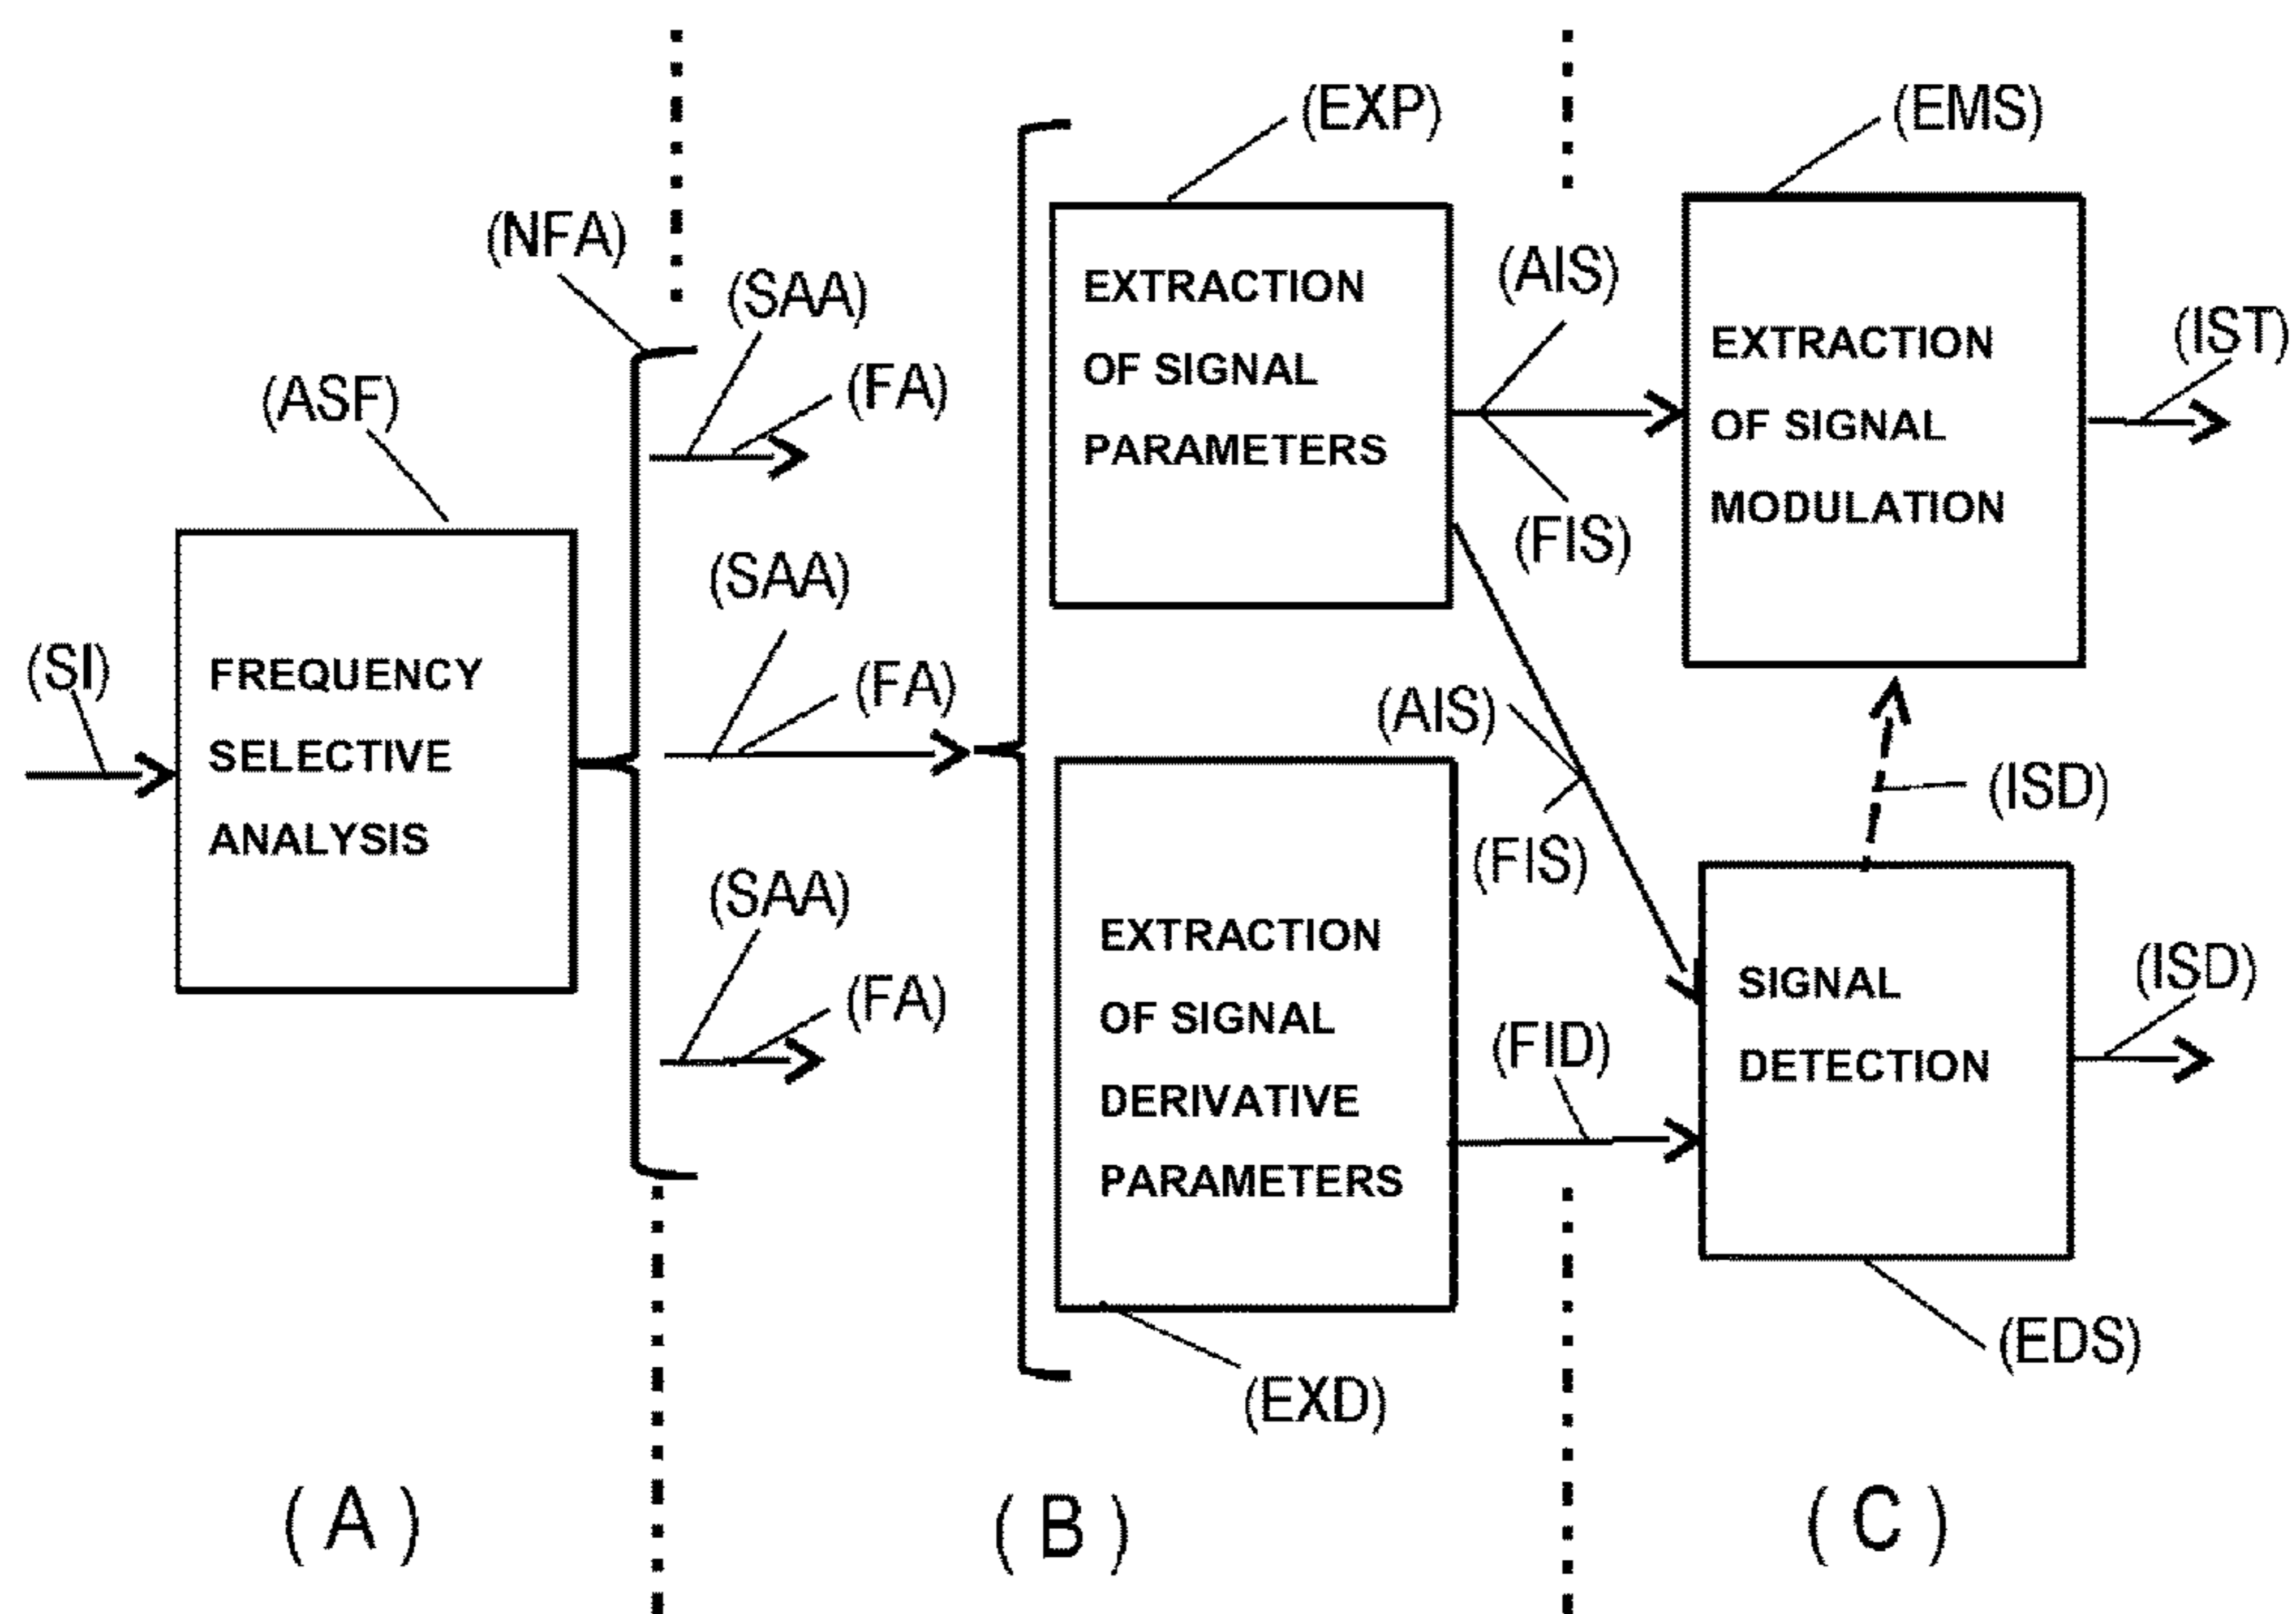 (EXP)
(EMS)
(NFA)
(SAA)
(FA)
(ASF)
(AIS)
(IST)
EXTRACTION
OF SIGNAL
PARAMETERS
EXTRACTION
OF SIGNAL
MODULATION
(FIS)
(SAA)
(FA)
(SI)
FREQUENCY
SELECTIVE
ANALYSIS
(AIS)
(FIS)
(ISD)
(SAA)
(FA)
EXTRACTION
OF SIGNAL
DERIVATIVE
PARAMETERS
(FID)
SIGNAL
DETECTION
(ISD)
(EDS)
(EXD)
( A )
( B )
( C )